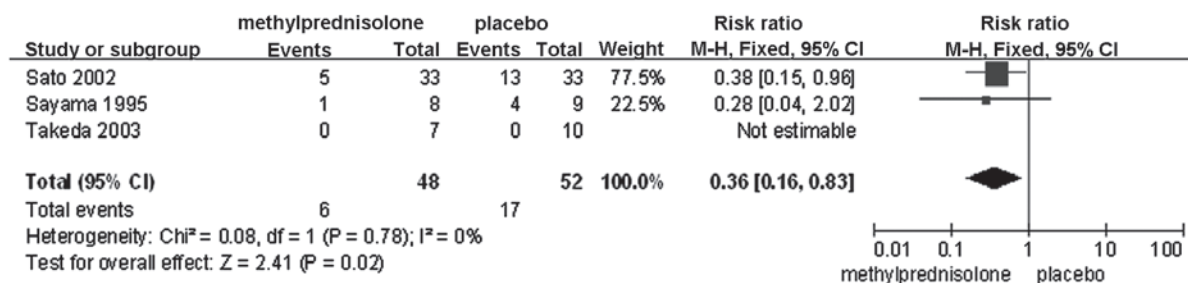 methylprednisolone placebo Risk ratio Risk ratio
Study or subgroup Events Total Events Total Weight M-H, Fixed, 95% CI M-H, Fixed, 95% CI
Sato 2002 5 33 13 33 77.5% 0.38 [0.15, 0.96]
Sayama 1995 1 8 4 9 22.5% 0.28 [0.04, 2.02]
Takeda 2003 0 7 0 10 Not estimable
Total (95% CI) 48 52 100.0% 0.36 [0.16, 0.83]
Total events 6 17
Heterogeneity: Chi² = 0.08, df = 1 (P = 0.78); I² = 0%
Test for overall effect: Z = 2.41 (P = 0.02)
0.01 0.1 1 10 100
methylprednisolone placebo